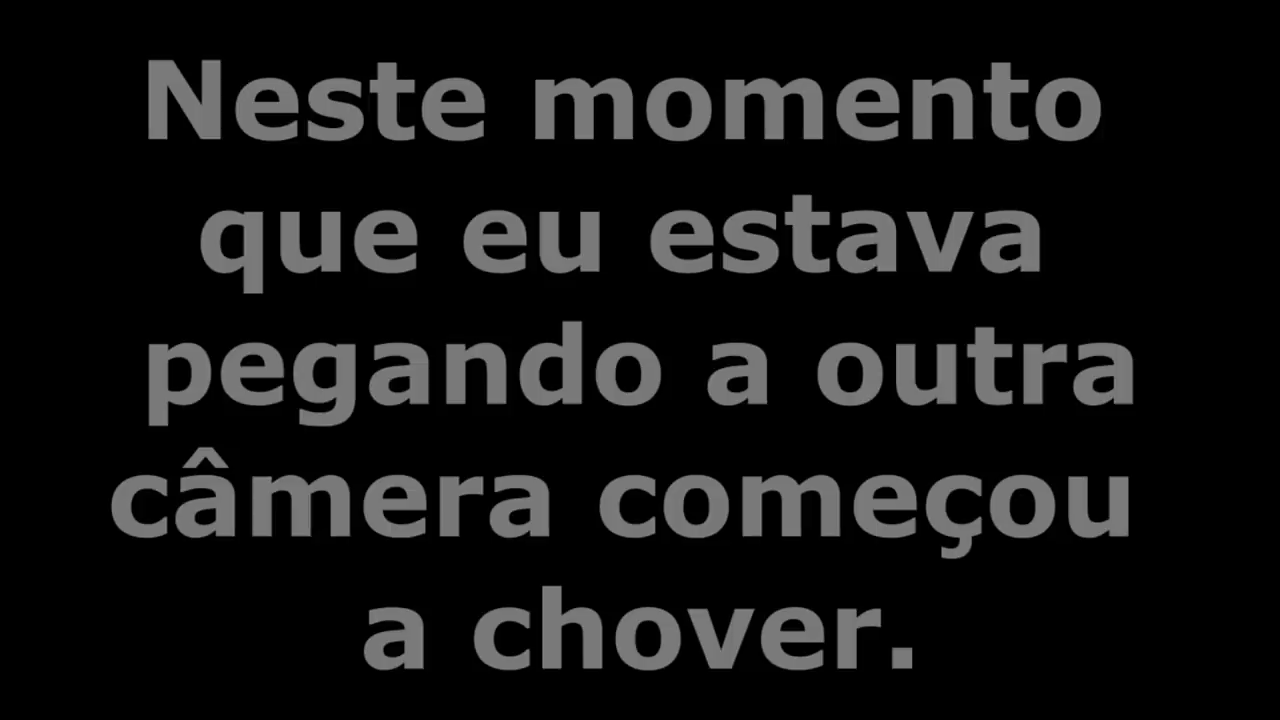 Neste momento
que eu estava
pegando a outra
câmera começou
a chover.